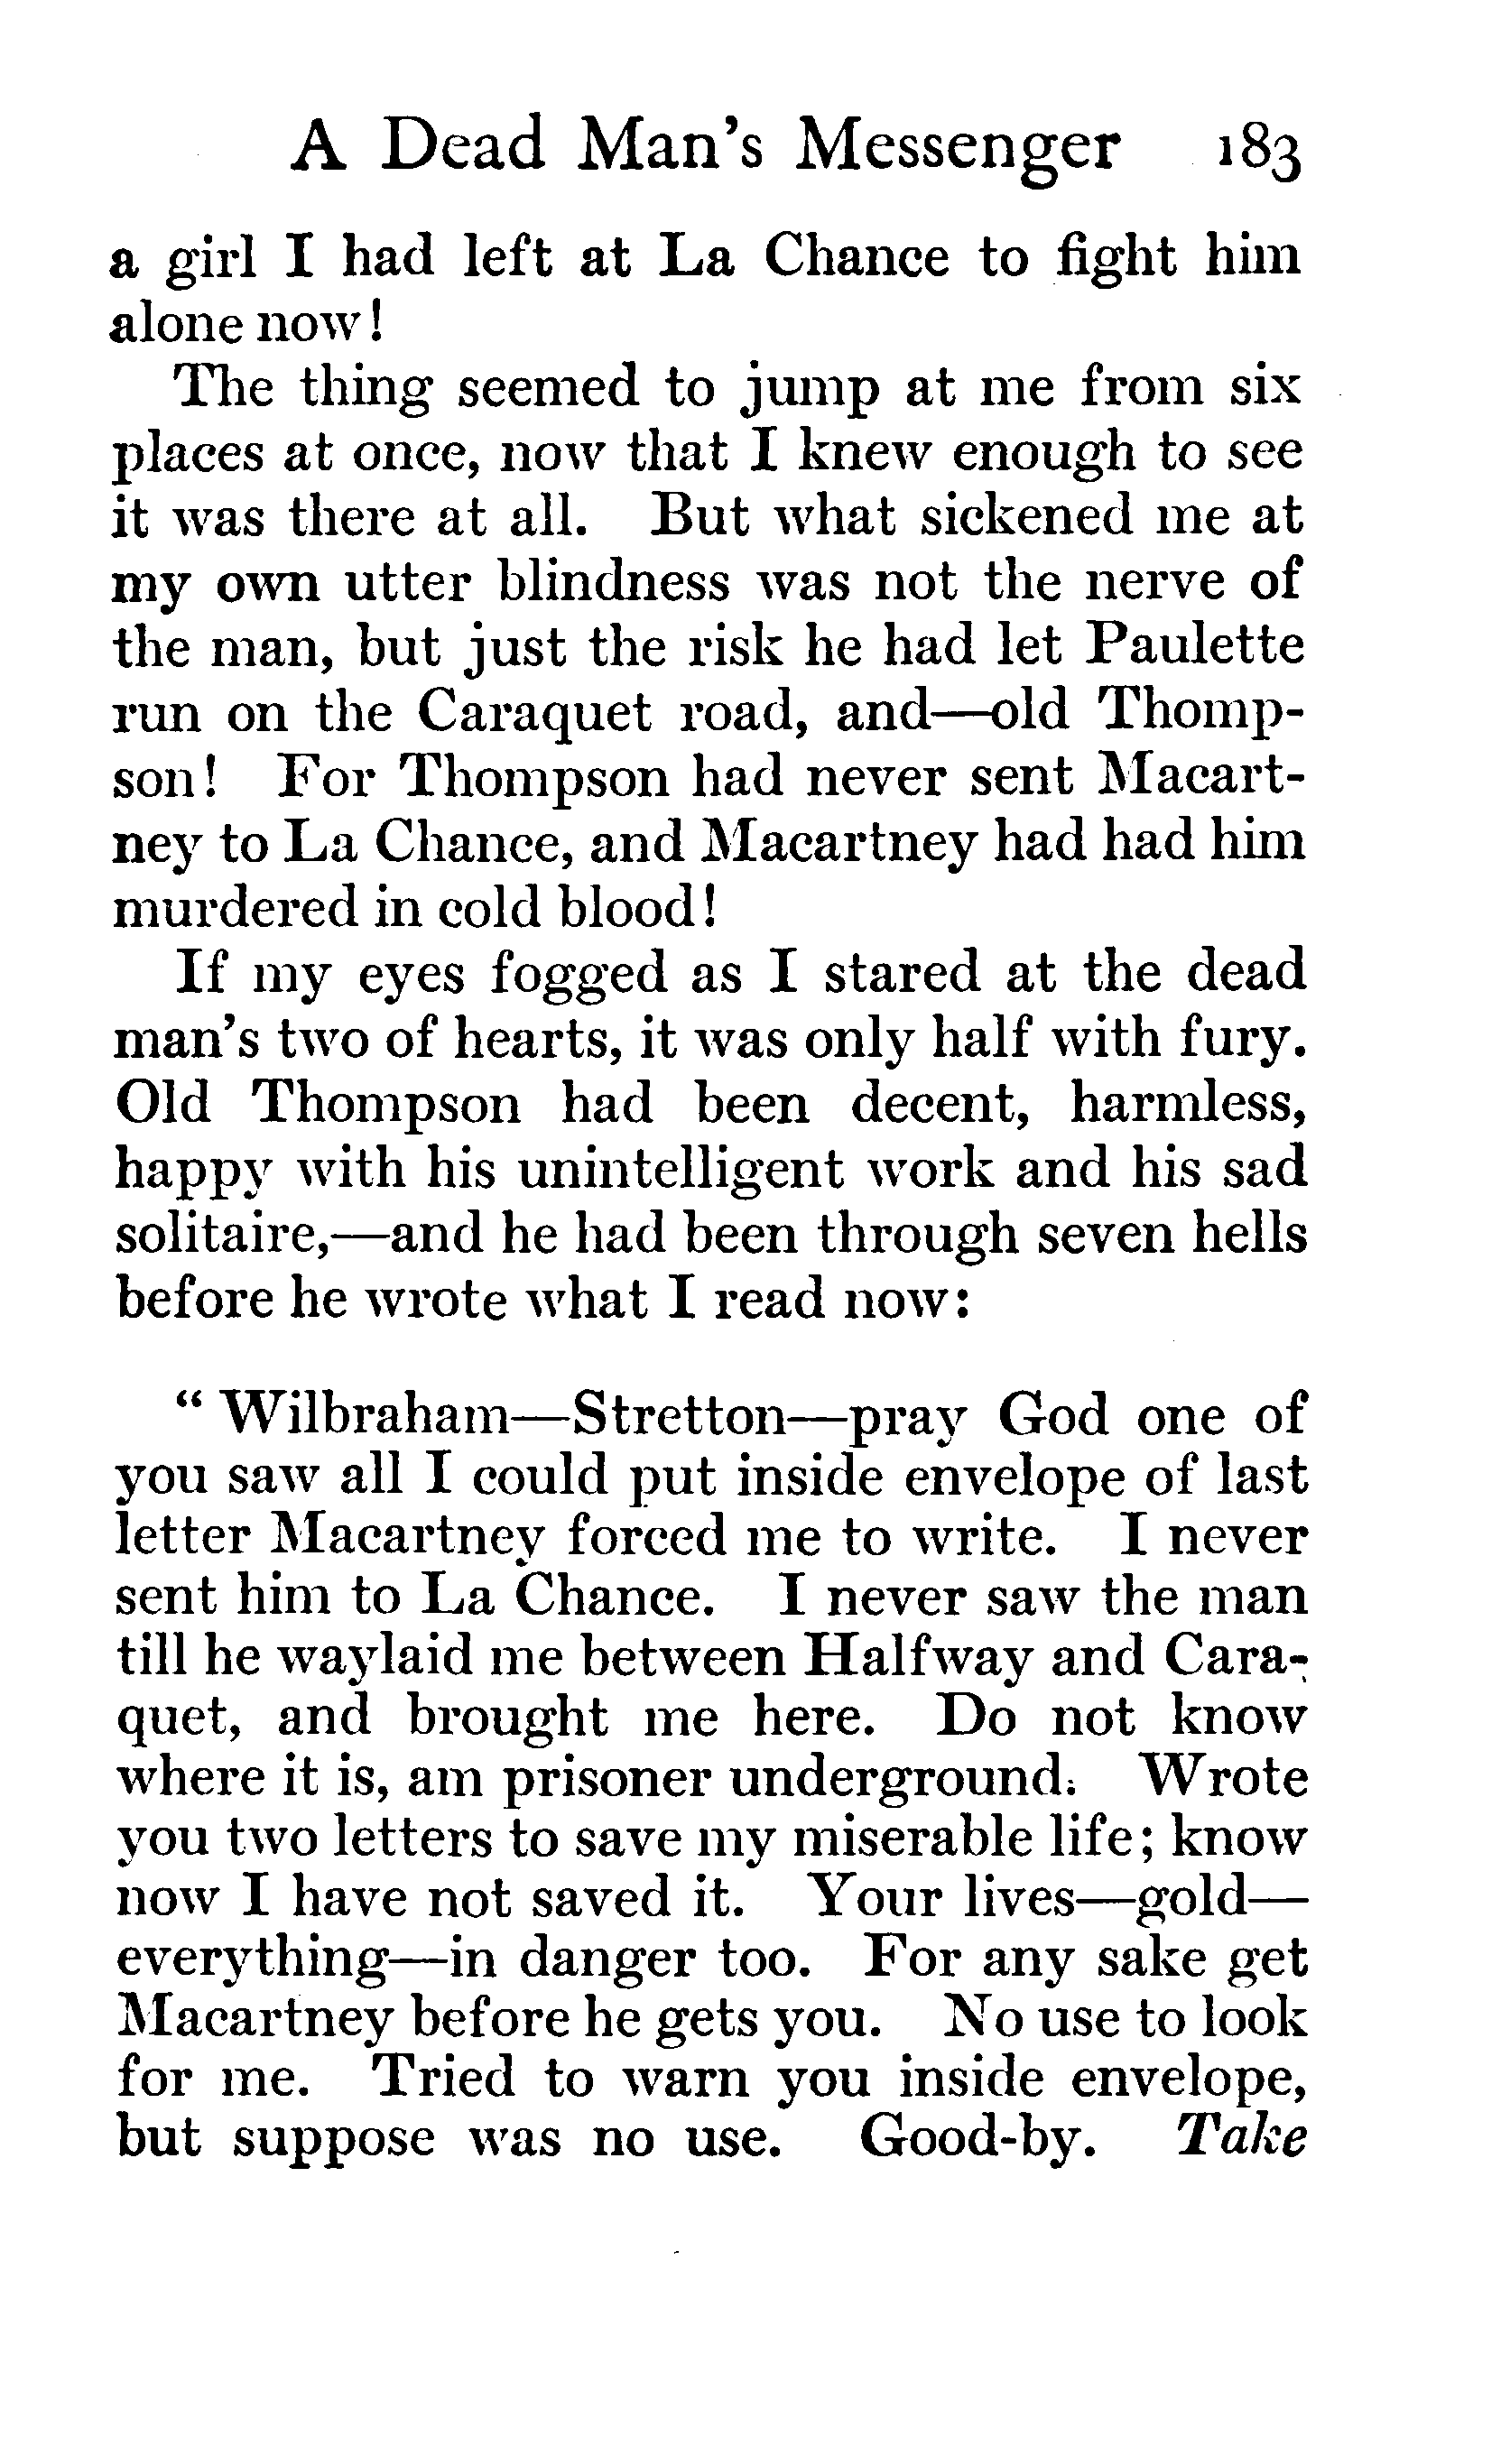 A Dead Man's Messenger 183
a girl I had left at La Chance to fight him
alone now!
The thing seemed to jump at me from six
places at once, now that I knew enough to see
it was there at all. But what sickened me at
my own utter blindness was not the nerve of
the man, but just the risk he had let Paulette
run on the Caraquet road, and—old Thomp-
son! For Thompson had never sent Macart-
ney to La Chance, and Macartney had had him
murdered in cold blood!
If my eyes fogged as I stared at the dead
man's two of hearts, it was only half with fury.
Old Thompson had been decent, harmless,
happy with his unintelligent work and his sad
solitaire,—and he had been through seven hells
before he wrote what I read now:
“Wilbraham—Stretton—pray God one of
you saw all I could put inside envelope of last
letter Macartney forced me to write. I never
sent him to La Chance. I never saw the man
till he waylaid me between Halfway and Cara-
quet, and brought me here. Do not know
where it is, am prisoner underground. Wrote
you two letters to save my miserable life; know
now I have not saved it. Your lives—gold—
everything—in danger too. For any sake get
Macartney before he gets you. No use to look
for me. Tried to warn you inside envelope,
but suppose was no use. Good-by. Take